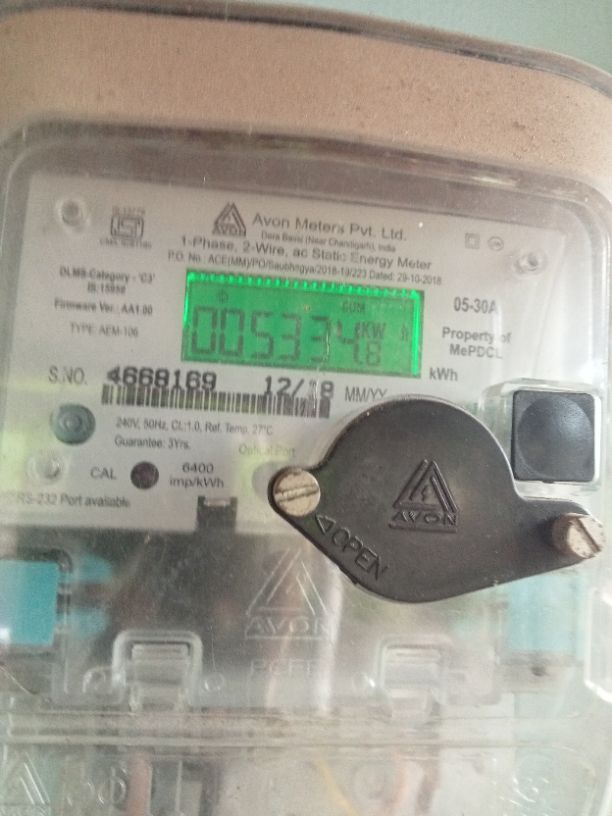 Avon Meters Pvt. Ltd.
Dara Bassi (Near Chandigarh), India
1-Phase, 2-Wire, ac Static Energy Meter
P.O. No.: ACE(MM)/PO/Saubhagya/2018-19/223 Dated: 29-10-2018
DLMS Category - 'C3'
IS:15959
Firmware Ver.: AA1.00
TYPE: AEM-106
CUM
005334.8 KW h
kWh
05-30A
Property of
MePDCL
S.NO. 4668169 12/18 MM/YY
240V, 50Hz, CL:1.0, Ref. Temp. 27°C
Guarantee: 3Yrs.
Optical Port
CAL 6400
imp/kWh
RS-232 Port available
AVON
OPEN
AVON